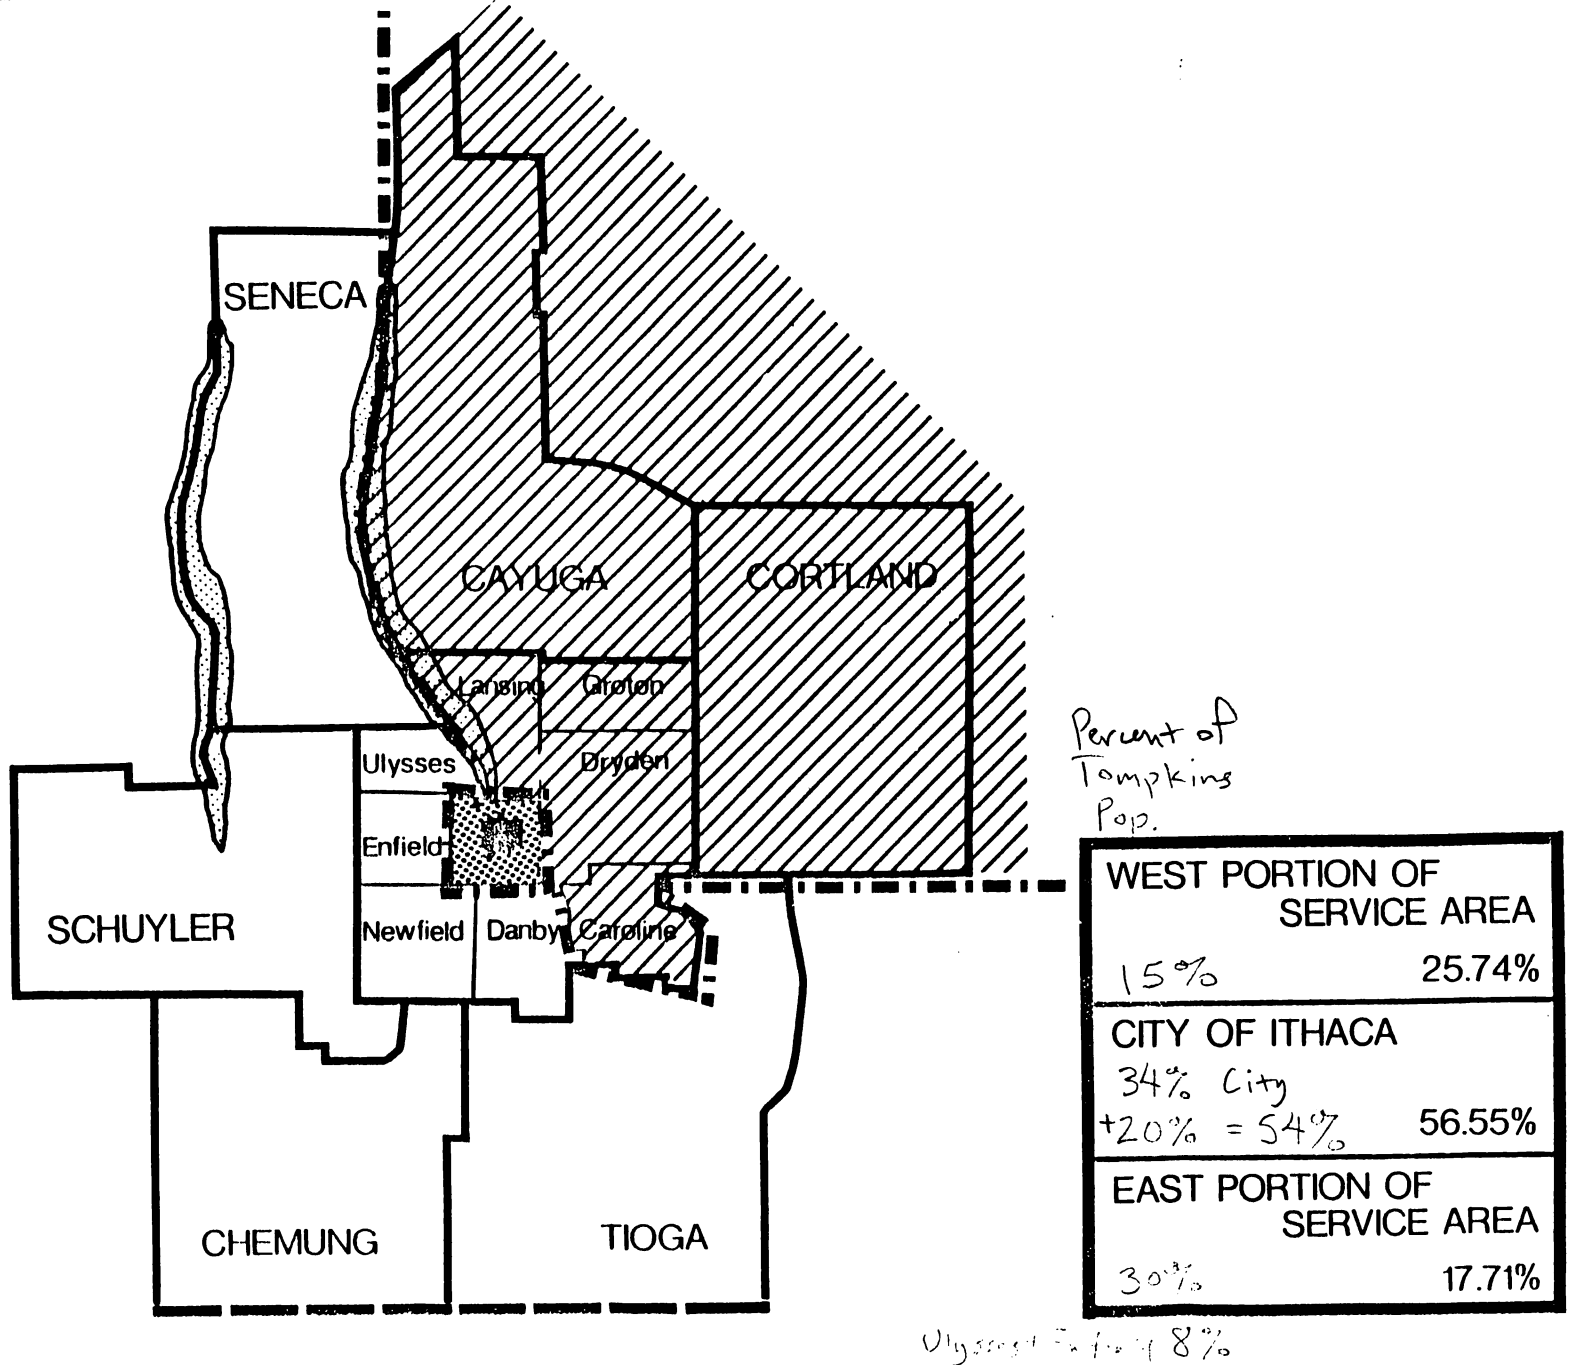 SENECA
CAYUGA
CORTLAND
Lansing
Groton
Ulysses
Dryden
Enfield
SCHUYLER
Newfield
Danby
Caroline
CHEMUNG
TIOGA
Percent of
Tompkins
Pop.
WEST PORTION OF
SERVICE AREA
15% 25.74%
CITY OF ITHACA
34% City
+20% = 54% 56.55%
EAST PORTION OF
SERVICE AREA
30% 17.71%
8%